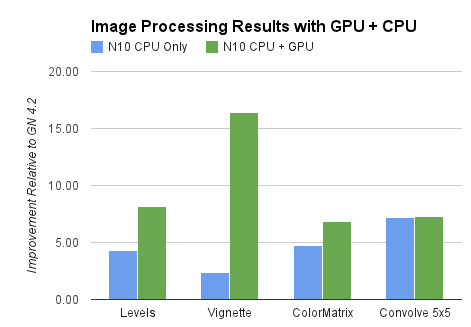 Image Processing Results with GPU + CPU
N10 CPU Only
N10 CPU + GPU
Improvement Relative to GN 4.2
20.00
15.00
10.00
5.00
0.00
Levels
Vignette
ColorMatrix
Convolve 5x5